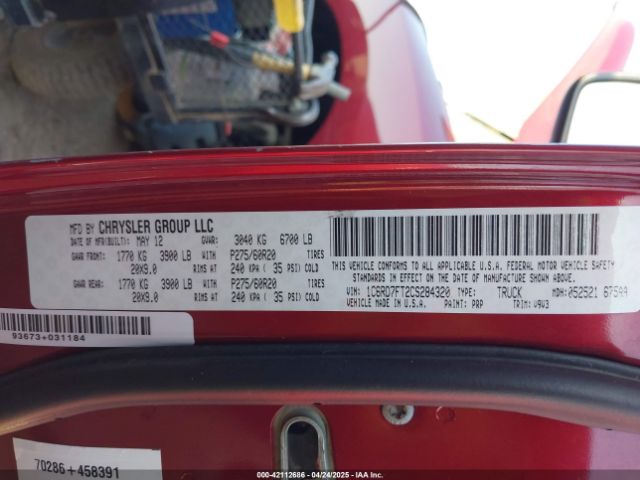 MFD BY CHRYSLER GROUP LLC
DATE OF MFR(BUILT): MAY 12 GVWR: 3040 KG 6700 LB
GAWR FRONT: 1770 KG 3900 LB WITH P275/60R20 TIRES
20X9.0 RIMS AT 240 KPA ( 35 PSI) COLD
GAWR REAR: 1770 KG 3900 LB WITH P275/60R20 TIRES
20X9.0 RIMS AT 240 KPA ( 35 PSI) COLD
THIS VEHICLE CONFORMS TO ALL APPLICABLE U.S.A. FEDERAL MOTOR VEHICLE SAFETY
STANDARDS IN EFFECT ON THE DATE OF MANUFACTURE SHOWN ABOVE.
VIN: 1C6RD7FT2CS284320 TYPE: TRUCK MDH: 052521 675AA
VEHICLE MADE IN U.S.A. PAINT: PRP TRIM: V9V3
93673+031184
70286+458391
000-42112686 - 04/24/2025 - IAA Inc.